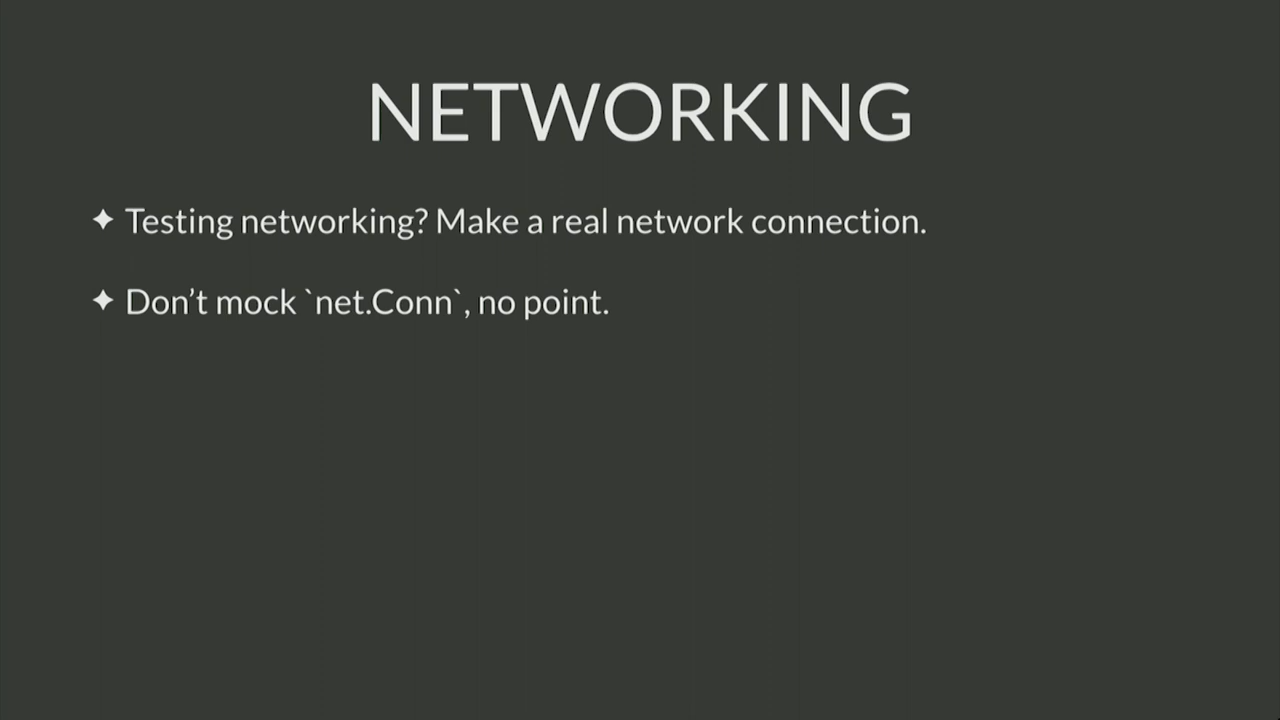 NETWORKING
✦ Testing networking? Make a real network connection.
✦ Don’t mock `net.Conn`, no point.